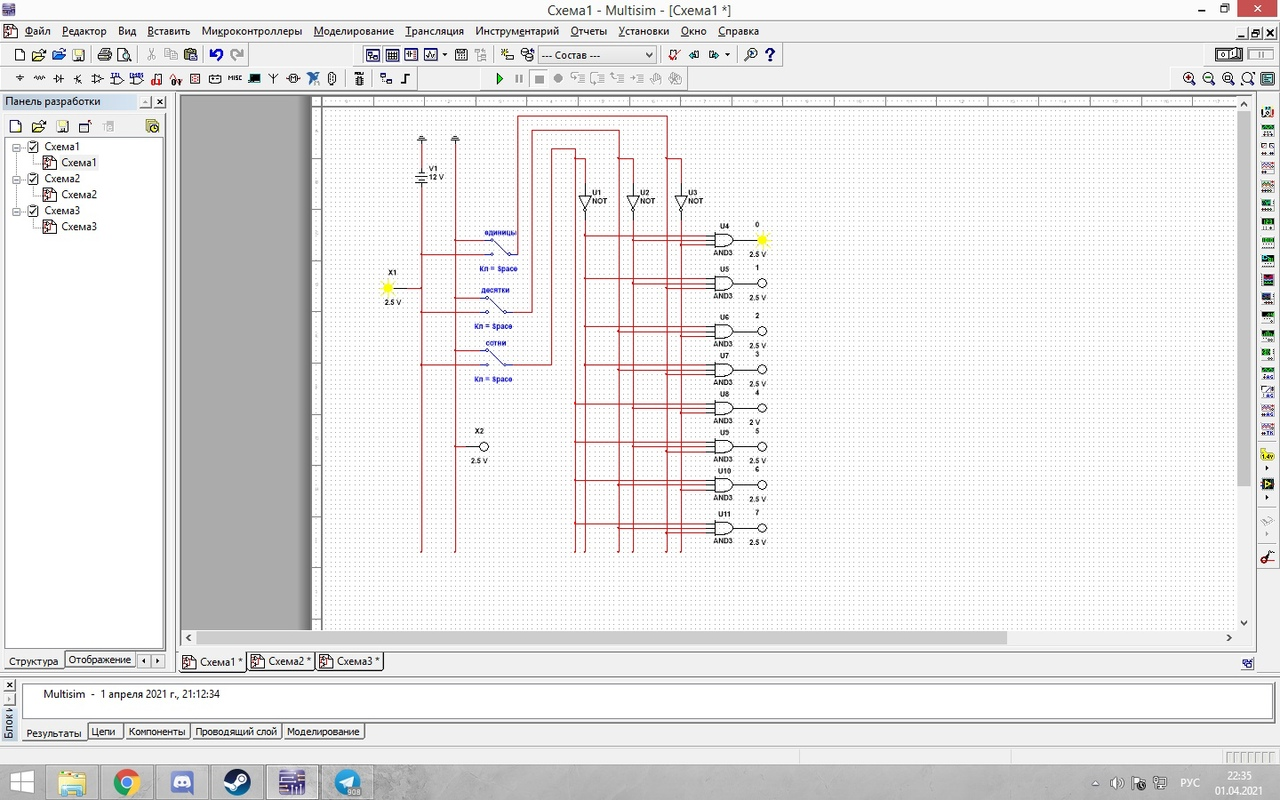 Схема1 - Multisim - [Схема1 *]
Файл Редактор Вид Вставить Микроконтроллеры Моделирование Трансляция Инструментарий Отчеты Установки Окно Справка
--- Состав ---
MISC
Панель разработки
Схема1
Схема1
Схема2
Схема2
Схема3
Схема3
V1
12 V
U1
NOT
U2
NOT
U3
NOT
единицы
Кл = Space
X1
2.5 V
десятки
Кл = Space
сотни
Кл = Space
X2
2.5 V
U4
0
AND3
2.5 V
U5
1
AND3
2.5 V
U6
2
AND3
2.5 V
U7
3
AND3
2.5 V
U8
4
AND3
2 V
U9
5
AND3
2.5 V
U10
6
AND3
2.5 V
U11
7
AND3
2.5 V
Структура Отображение
Схема1 * Схема2 * Схема3 *
Multisim - 1 апреля 2021 г., 21:12:34
Результаты Цепи Компоненты Проводящий слой Моделирование
908
РУС
22:35
01.04.2021